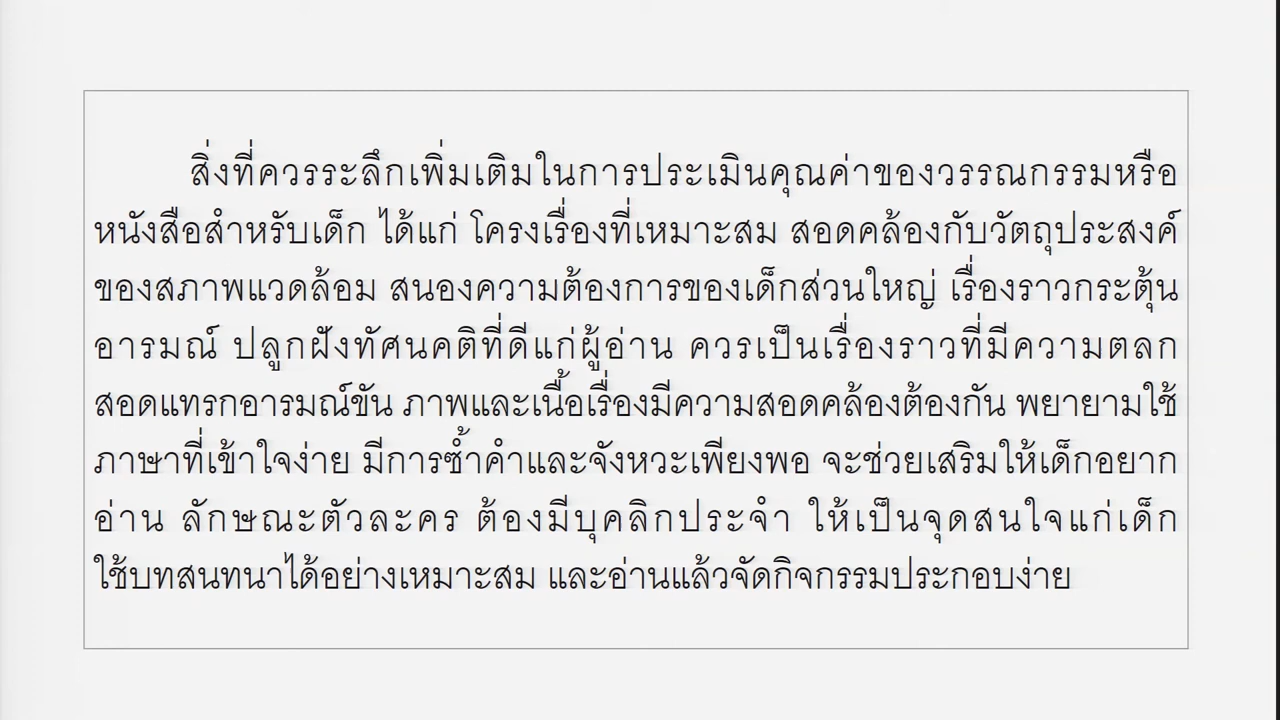 สิ่งที่ควรระลึกเพิ่มเติมในการประเมินคุณค่าของวรรณกรรมหรือ
หนังสือสำหรับเด็ก ได้แก่ โครงเรื่องที่เหมาะสม สอดคล้องกับวัตถุประสงค์
ของสภาพแวดล้อม สนองความต้องการของเด็กส่วนใหญ่ เรื่องราวกระตุ้น
อารมณ์ ปลูกฝังทัศนคติที่ดีแก่ผู้อ่าน ควรเป็นเรื่องราวที่มีความตลก
สอดแทรกอารมณ์ขัน ภาพและเนื้อเรื่องมีความสอดคล้องต้องกัน พยายามใช้
ภาษาที่เข้าใจง่าย มีการซ้ำคำและจังหวะเพียงพอ จะช่วยเสริมให้เด็กอยาก
อ่าน ลักษณะตัวละคร ต้องมีบุคลิกประจำ ให้เป็นจุดสนใจแก่เด็ก
ใช้บทสนทนาได้อย่างเหมาะสม และอ่านแล้วจัดกิจกรรมประกอบง่าย